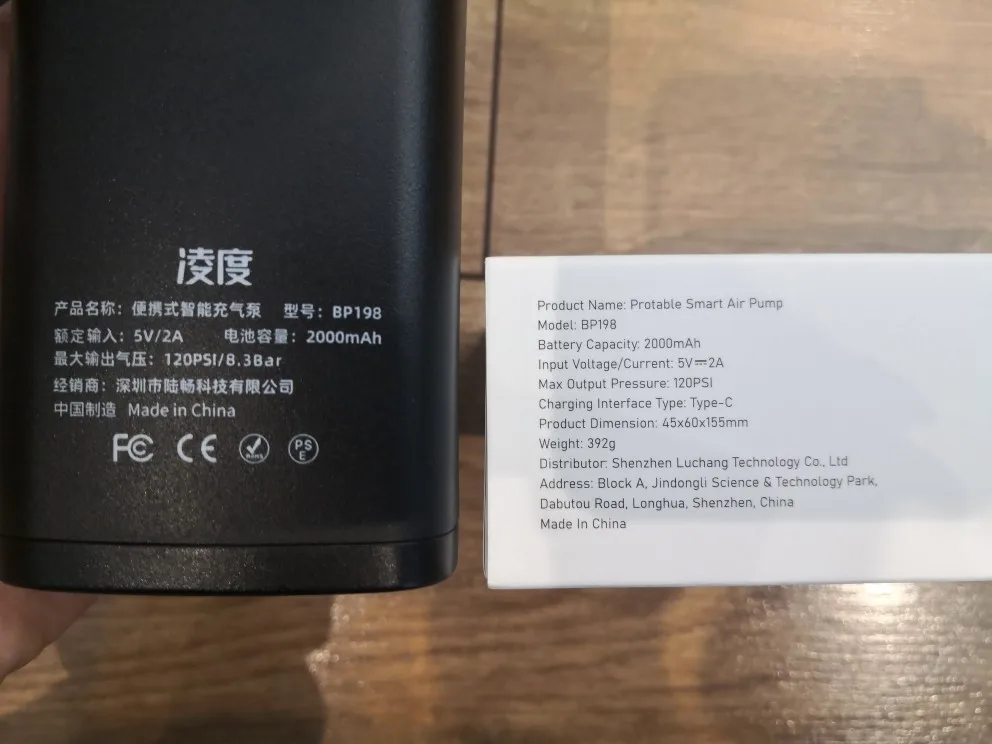 凌度
产品名称：便携式智能充气泵 型号：BP198
额定输入：5V/2A 电池容量：2000mAh
最大输出气压：120PSI/8.3Bar
经销商：深圳市陆畅科技有限公司
中国制造 Made in China
FC CE RoHS PSE
Product Name: Protable Smart Air Pump
Model: BP198
Battery Capacity: 2000mAh
Input Voltage/Current: 5V⎓2A
Max Output Pressure: 120PSI
Charging Interface Type: Type-C
Product Dimension: 45x60x155mm
Weight: 392g
Distributor: Shenzhen Luchang Technology Co., Ltd
Address: Block A, Jindongli Science & Technology Park,
Dabutou Road, Longhua, Shenzhen, China
Made In China